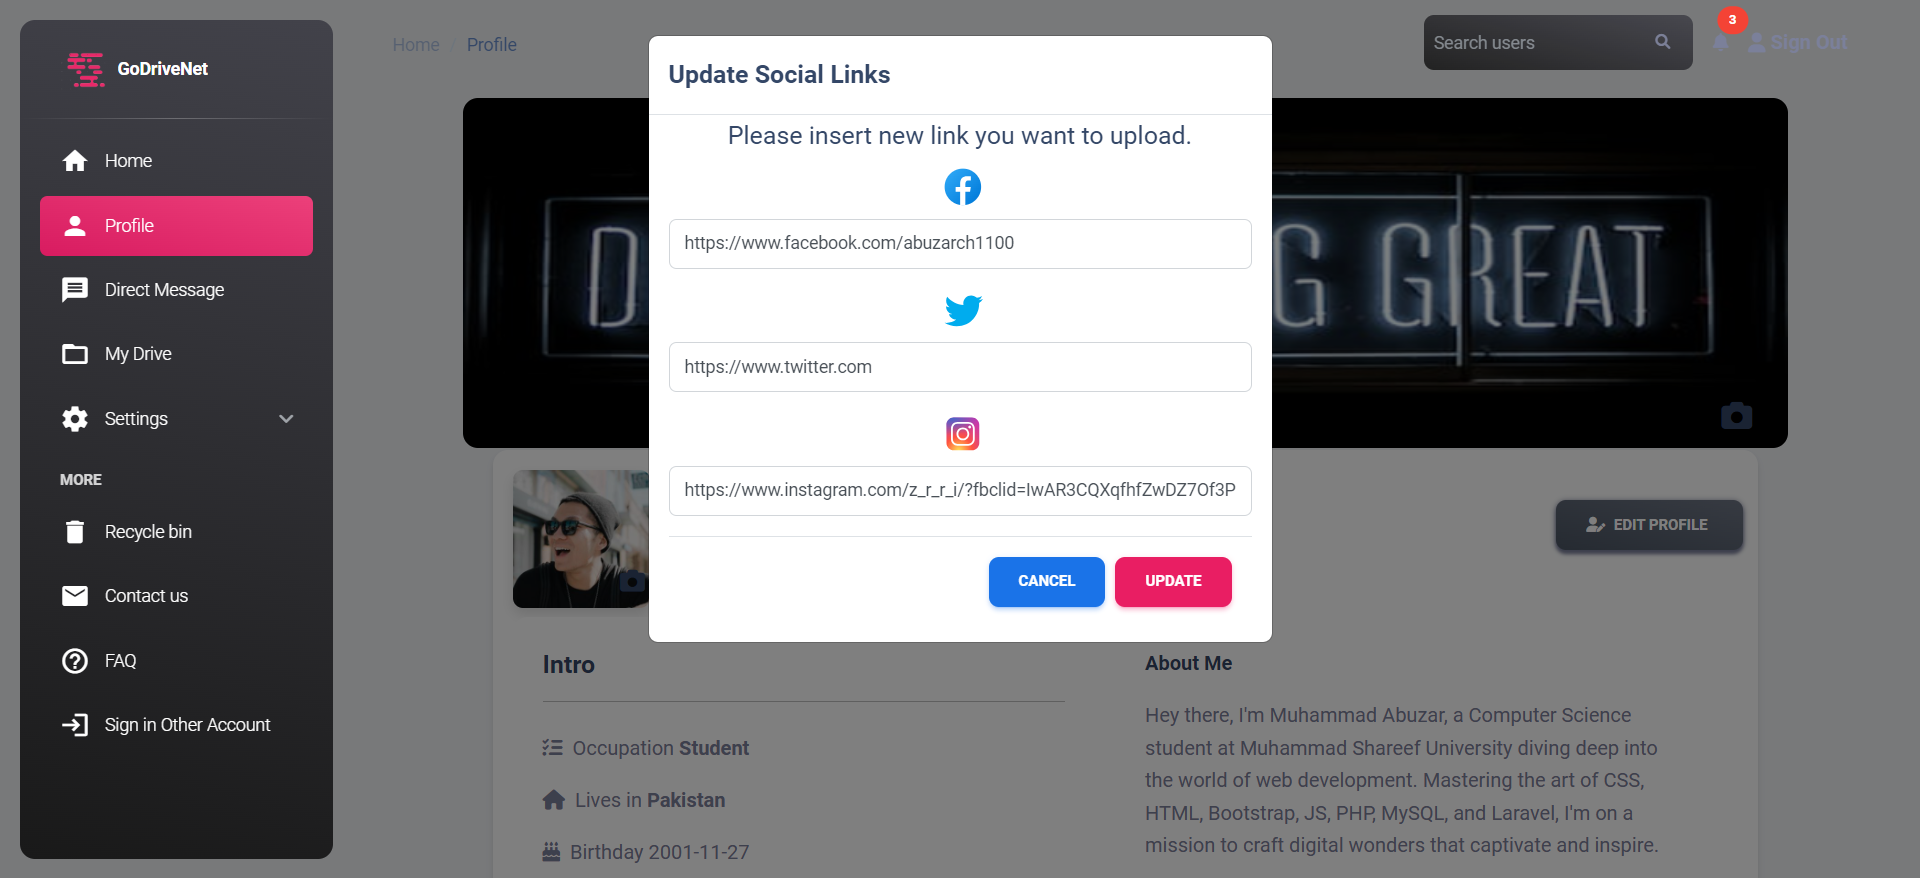 GoDriveNet
Home
Profile
Direct Message
My Drive
Settings
MORE
Recycle bin
Contact us
FAQ
Sign in Other Account
Home / Profile
Search users
3
Sign Out
Update Social Links
Please insert new link you want to upload.
https://www.facebook.com/abuzarch1100
https://www.twitter.com
https://www.instagram.com/z_r_r_i/?fbclid=IwAR3CQXqfhfZwDZ7Of3P
CANCEL
UPDATE
D
G GREAT
EDIT PROFILE
Intro
Occupation Student
Lives in Pakistan
Birthday 2001-11-27
About Me
Hey there, I'm Muhammad Abuzar, a Computer Science
student at Muhammad Shareef University diving deep into
the world of web development. Mastering the art of CSS,
HTML, Bootstrap, JS, PHP, MySQL, and Laravel, I'm on a
mission to craft digital wonders that captivate and inspire.